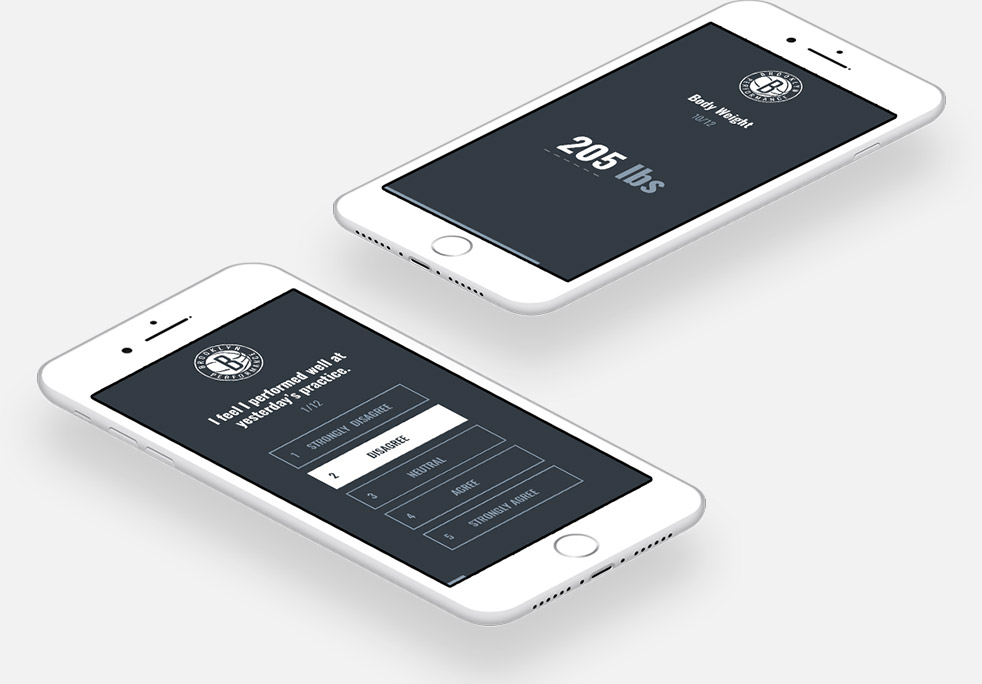 BROOKLYN
PERFORMANCE
B
Body Weight
10/12
205 lbs
BROOKLYN
PERFORMANCE
B
I feel I performed well at
yesterday's practice.
1/12
1 STRONGLY DISAGREE
2 DISAGREE
3 NEUTRAL
4 AGREE
5 STRONGLY AGREE